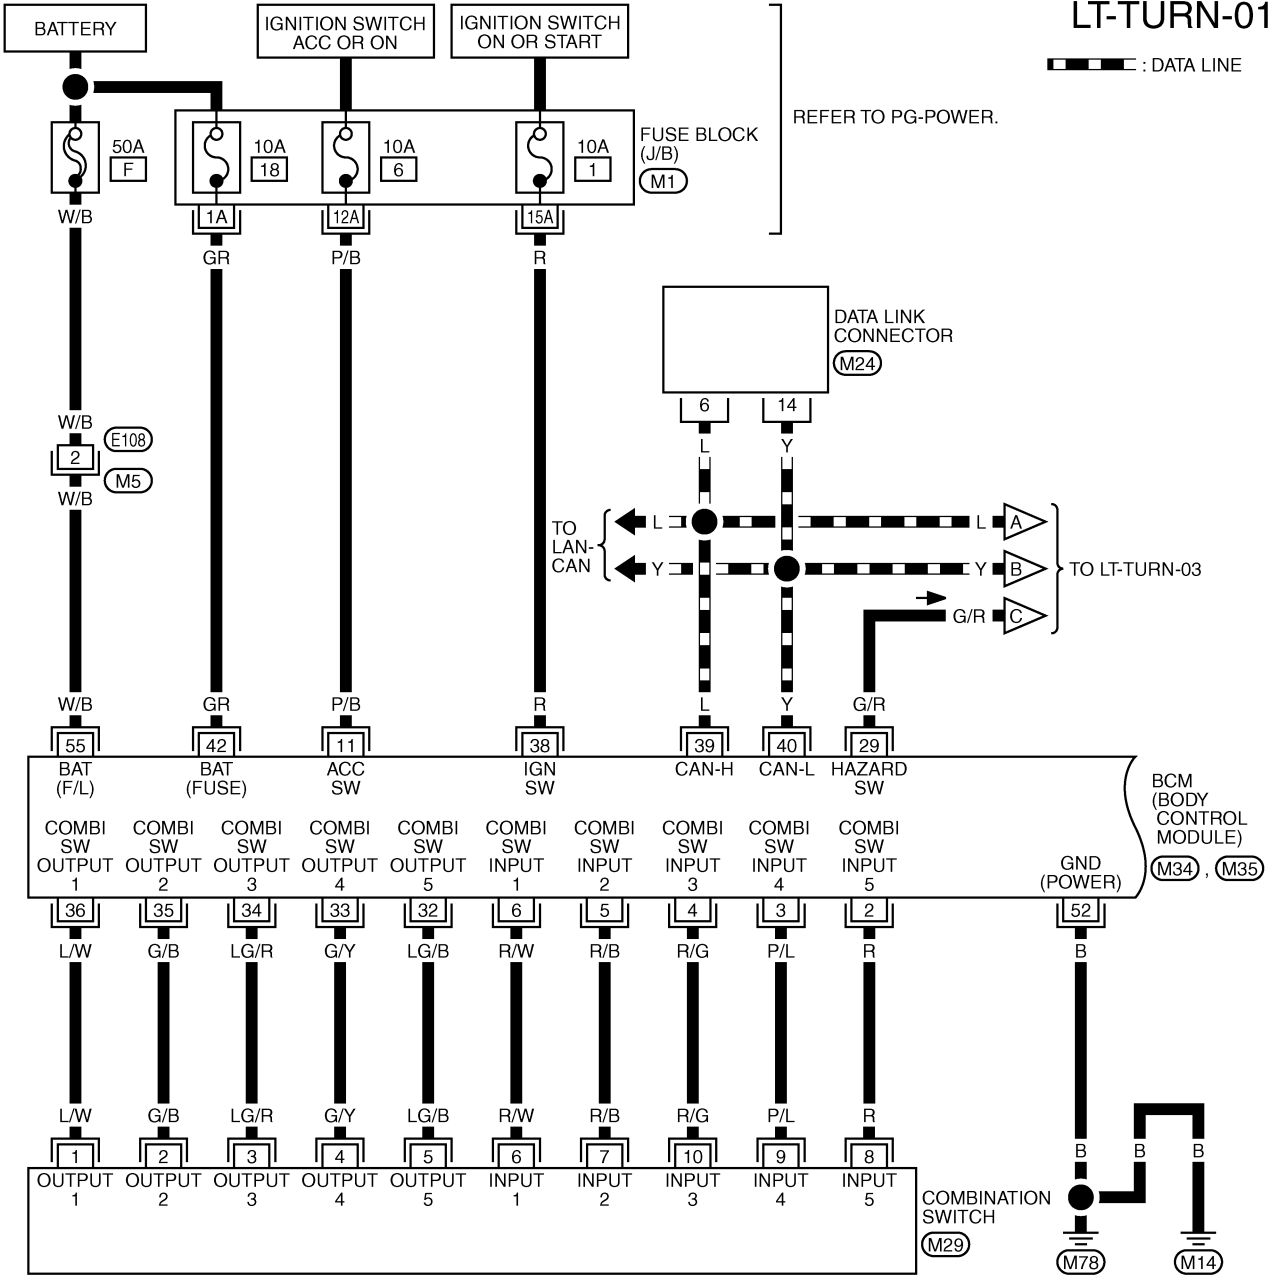 LT-TURN-01
BATTERY
IGNITION SWITCH
ACC OR ON
IGNITION SWITCH
ON OR START
: DATA LINE
REFER TO PG-POWER.
50A
F
10A
18
10A
6
10A
1
FUSE BLOCK
(J/B)
M1
W/B
1A
12A
15A
GR
P/B
R
DATA LINK
CONNECTOR
M24
6
14
W/B
E108
2
M5
W/B
L
Y
TO
LAN-
CAN
L
L
A
Y
Y
B
TO LT-TURN-03
G/R
C
W/B
GR
P/B
R
L
Y
G/R
55
42
11
38
39
40
29
BAT
(F/L)
BAT
(FUSE)
ACC
SW
IGN
SW
CAN-H
CAN-L
HAZARD
SW
BCM
(BODY
CONTROL
MODULE)
M34 , M35
COMBI
SW
OUTPUT
1
COMBI
SW
OUTPUT
2
COMBI
SW
OUTPUT
3
COMBI
SW
OUTPUT
4
COMBI
SW
OUTPUT
5
COMBI
SW
INPUT
1
COMBI
SW
INPUT
2
COMBI
SW
INPUT
3
COMBI
SW
INPUT
4
COMBI
SW
INPUT
5
GND
(POWER)
36
35
34
33
32
6
5
4
3
2
52
L/W
G/B
LG/R
G/Y
LG/B
R/W
R/B
R/G
P/L
R
B
L/W
G/B
LG/R
G/Y
LG/B
R/W
R/B
R/G
P/L
R
B
B
B
1
2
3
4
5
6
7
10
9
8
OUTPUT
1
OUTPUT
2
OUTPUT
3
OUTPUT
4
OUTPUT
5
INPUT
1
INPUT
2
INPUT
3
INPUT
4
INPUT
5
COMBINATION
SWITCH
M29
M78
M14